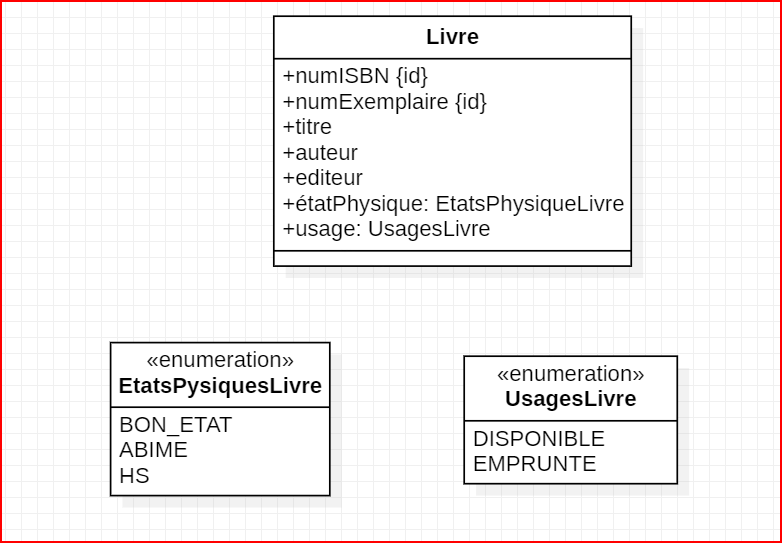 Livre
+numISBN {id}
+numExemplaire {id}
+titre
+auteur
+editeur
+étatPhysique: EtatsPhysiqueLivre
+usage: UsagesLivre
«enumeration»
EtatsPysiquesLivre
BON_ETAT
ABIME
HS
«enumeration»
UsagesLivre
DISPONIBLE
EMPRUNTE